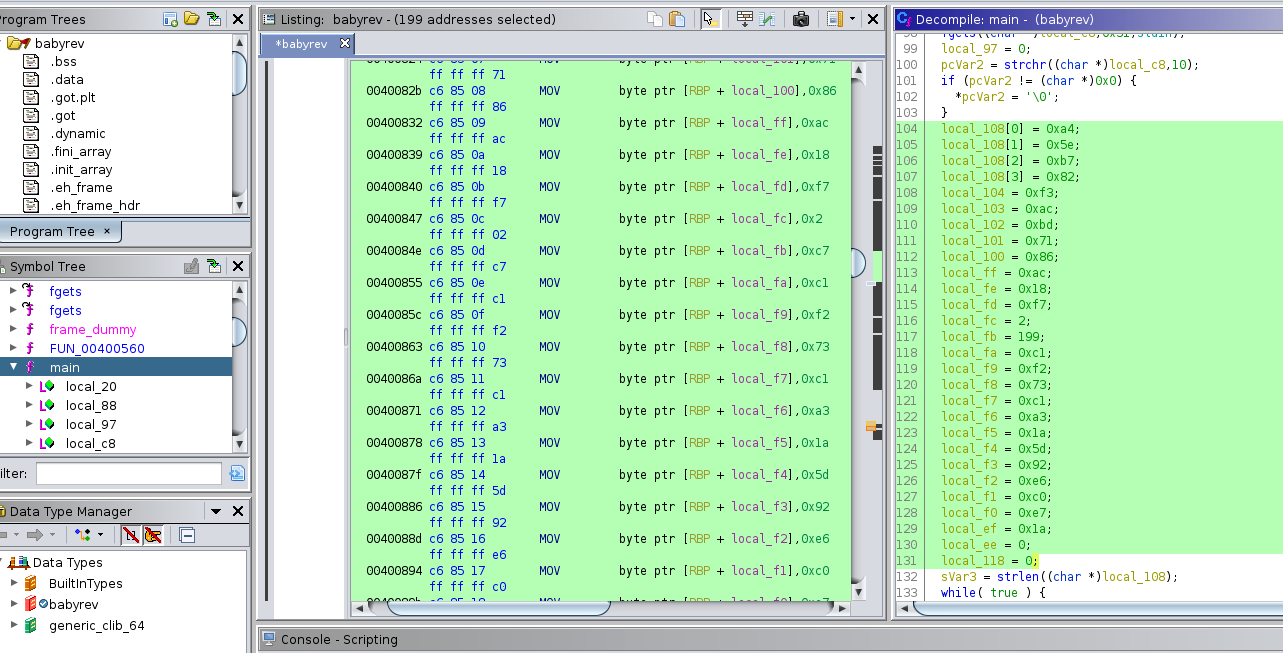 rogram Trees
babyrev
.bss
.data
.got.plt
.got
.dynamic
.fini_array
.init_array
.eh_frame
.eh_frame_hdr
Program Tree ×
Symbol Tree
fgets
fgets
frame_dummy
FUN_00400560
main
local_20
local_88
local_97
local_c8
ilter:
Data Type Manager
Data Types
BuiltInTypes
babyrev
generic_clib_64
Listing: babyrev - (199 addresses selected)
*babyrev
ff ff ff 71
0040082b c6 85 08 MOV byte ptr [RBP + local_100],0x86
ff ff ff 86
00400832 c6 85 09 MOV byte ptr [RBP + local_ff],0xac
ff ff ff ac
00400839 c6 85 0a MOV byte ptr [RBP + local_fe],0x18
ff ff ff 18
00400840 c6 85 0b MOV byte ptr [RBP + local_fd],0xf7
ff ff ff f7
00400847 c6 85 0c MOV byte ptr [RBP + local_fc],0x2
ff ff ff 02
0040084e c6 85 0d MOV byte ptr [RBP + local_fb],0xc7
ff ff ff c7
00400855 c6 85 0e MOV byte ptr [RBP + local_fa],0xc1
ff ff ff c1
0040085c c6 85 0f MOV byte ptr [RBP + local_f9],0xf2
ff ff ff f2
00400863 c6 85 10 MOV byte ptr [RBP + local_f8],0x73
ff ff ff 73
0040086a c6 85 11 MOV byte ptr [RBP + local_f7],0xc1
ff ff ff c1
00400871 c6 85 12 MOV byte ptr [RBP + local_f6],0xa3
ff ff ff a3
00400878 c6 85 13 MOV byte ptr [RBP + local_f5],0x1a
ff ff ff 1a
0040087f c6 85 14 MOV byte ptr [RBP + local_f4],0x5d
ff ff ff 5d
00400886 c6 85 15 MOV byte ptr [RBP + local_f3],0x92
ff ff ff 92
0040088d c6 85 16 MOV byte ptr [RBP + local_f2],0xe6
ff ff ff e6
00400894 c6 85 17 MOV byte ptr [RBP + local_f1],0xc0
ff ff ff c0
Decompile: main - (babyrev)
99 local_97 = 0;
100 pcVar2 = strchr((char *)local_c8,10);
101 if (pcVar2 != (char *)0x0) {
102 *pcVar2 = '\0';
103 }
104 local_108[0] = 0xa4;
105 local_108[1] = 0x5e;
106 local_108[2] = 0xb7;
107 local_108[3] = 0x82;
108 local_104 = 0xf3;
109 local_103 = 0xac;
110 local_102 = 0xbd;
111 local_101 = 0x71;
112 local_100 = 0x86;
113 local_ff = 0xac;
114 local_fe = 0x18;
115 local_fd = 0xf7;
116 local_fc = 2;
117 local_fb = 199;
118 local_fa = 0xc1;
119 local_f9 = 0xf2;
120 local_f8 = 0x73;
121 local_f7 = 0xc1;
122 local_f6 = 0xa3;
123 local_f5 = 0x1a;
124 local_f4 = 0x5d;
125 local_f3 = 0x92;
126 local_f2 = 0xe6;
127 local_f1 = 0xc0;
128 local_f0 = 0xe7;
129 local_ef = 0x1a;
130 local_ee = 0;
131 local_118 = 0;
132 sVar3 = strlen((char *)local_108);
133 while( true ) {
Console - Scripting